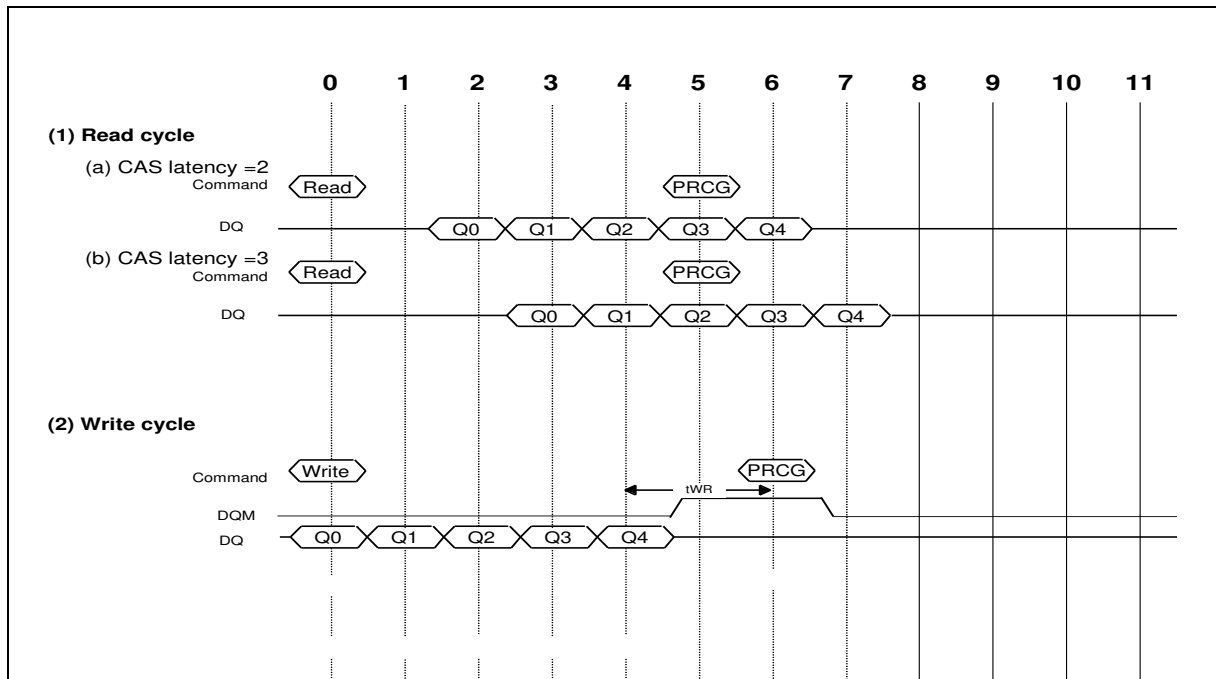 0 1 2 3 4 5 6 7 8 9 10 11
(1) Read cycle
(a) CAS latency =2
Command Read PRCG
DQ Q0 Q1 Q2 Q3 Q4
(b) CAS latency =3
Command Read PRCG
DQ Q0 Q1 Q2 Q3 Q4
(2) Write cycle
Command Write PRCG
tWR
DQM
DQ Q0 Q1 Q2 Q3 Q4